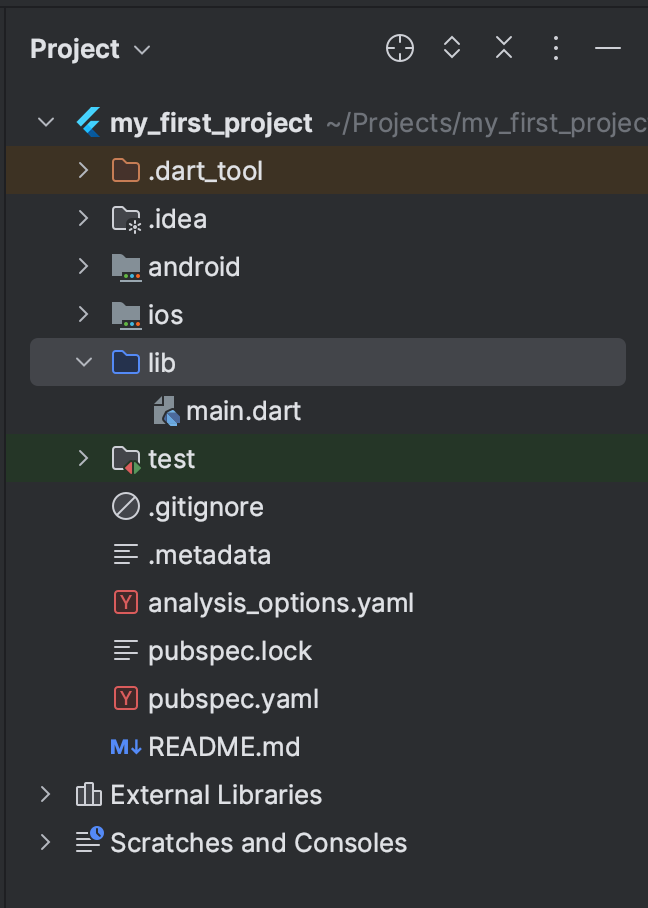 Project
my_first_project ~/Projects/my_first_projec
.dart_tool
.idea
android
ios
lib
main.dart
test
.gitignore
.metadata
Y analysis_options.yaml
pubspec.lock
Y pubspec.yaml
M↓ README.md
External Libraries
Scratches and Consoles